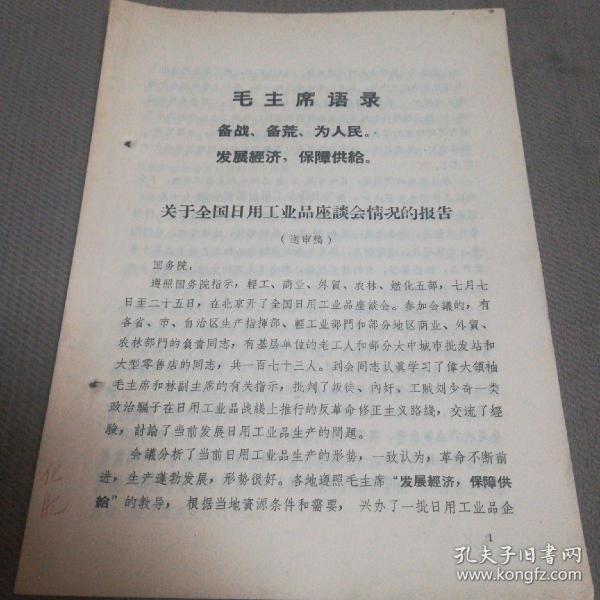 毛主席语录
备战、备荒、为人民。
发展經济，保障供給。
关于全国日用工业品座談会情况的报告
（送审稿）
国务院：
遵照国务院指示，輕工、商业、外貿、农林、燃化五部，七月七
日至二十五日，在北京开了全国日用工业品座談会。参加会議的，有
各省、市、自治区生产指揮部、輕工业部門和部分地区商业、外貿、
农林部門的負責同志，有基层单位的老工人和部分大中城市批发站和
大型零售店的同志，共一百七十三人。到会同志认真学习了偉大領袖
毛主席和林副主席的有关指示，批判了叛徒、內奸、工賊刘少奇一类
政治騙子在日用工业品战綫上推行的反革命修正主义路綫，交流了經
驗，討論了当前发展日用工业品生产的問題。
会議分析了当前日用工业品生产的形势，一致认为，革命不断前
进，生产蓬勃发展，形势很好。各地遵照毛主席“发展經济，保障供
給”的教导，根据当地資源条件和需要，兴办了一批日用工业品企
1
孔夫子旧书网
www.kongfz.com